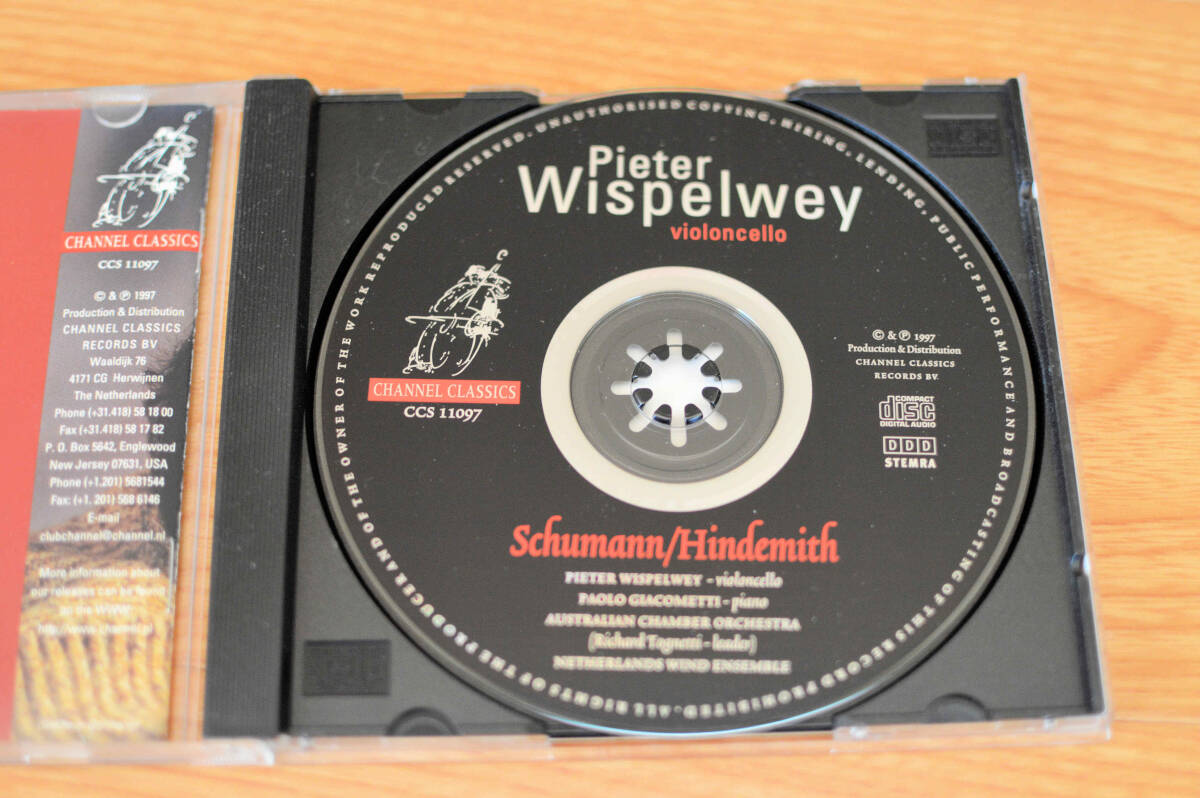 CHANNEL CLASSICS
CCS 11097
© & ℗ 1997
Production & Distribution
CHANNEL CLASSICS
RECORDS BV
Waaldijk 76
4171 CG Herwijnen
The Netherlands
Phone (+31.418) 58 18 00
Fax (+31.418) 58 17 82
P. O. Box 5642, Englewood
New Jersey 07631, USA
Phone (+1.201) 5681544
Fax: (+1. 201) 568 6146
E-mail
clubchannel@channel.nl
More information about
our releases can be found
on the WWW:
Pieter
Wispelwey
violoncello
CHANNEL CLASSICS
CCS 11097
© & ℗ 1997
Production & Distribution
CHANNEL CLASSICS
RECORDS BV.
COMPACT
disc
DIGITAL AUDIO
DDD
STEMRA
Schumann/Hindemith
PIETER WISPELWEY - violoncello
PAOLO GIACOMETTI - piano
AUSTRALIAN CHAMBER ORCHESTRA
(Richard Tognetti - leader)
NETHERLANDS WIND ENSEMBLE
ALL RIGHTS OF THE PRODUCER AND OF THE OWNER OF THE WORK REPRODUCED RESERVED. UNAUTHORISED COPYING, HIRING, LENDING, PUBLIC PERFORMANCE AND BROADCASTING OF THIS RECORD PROHIBITED.